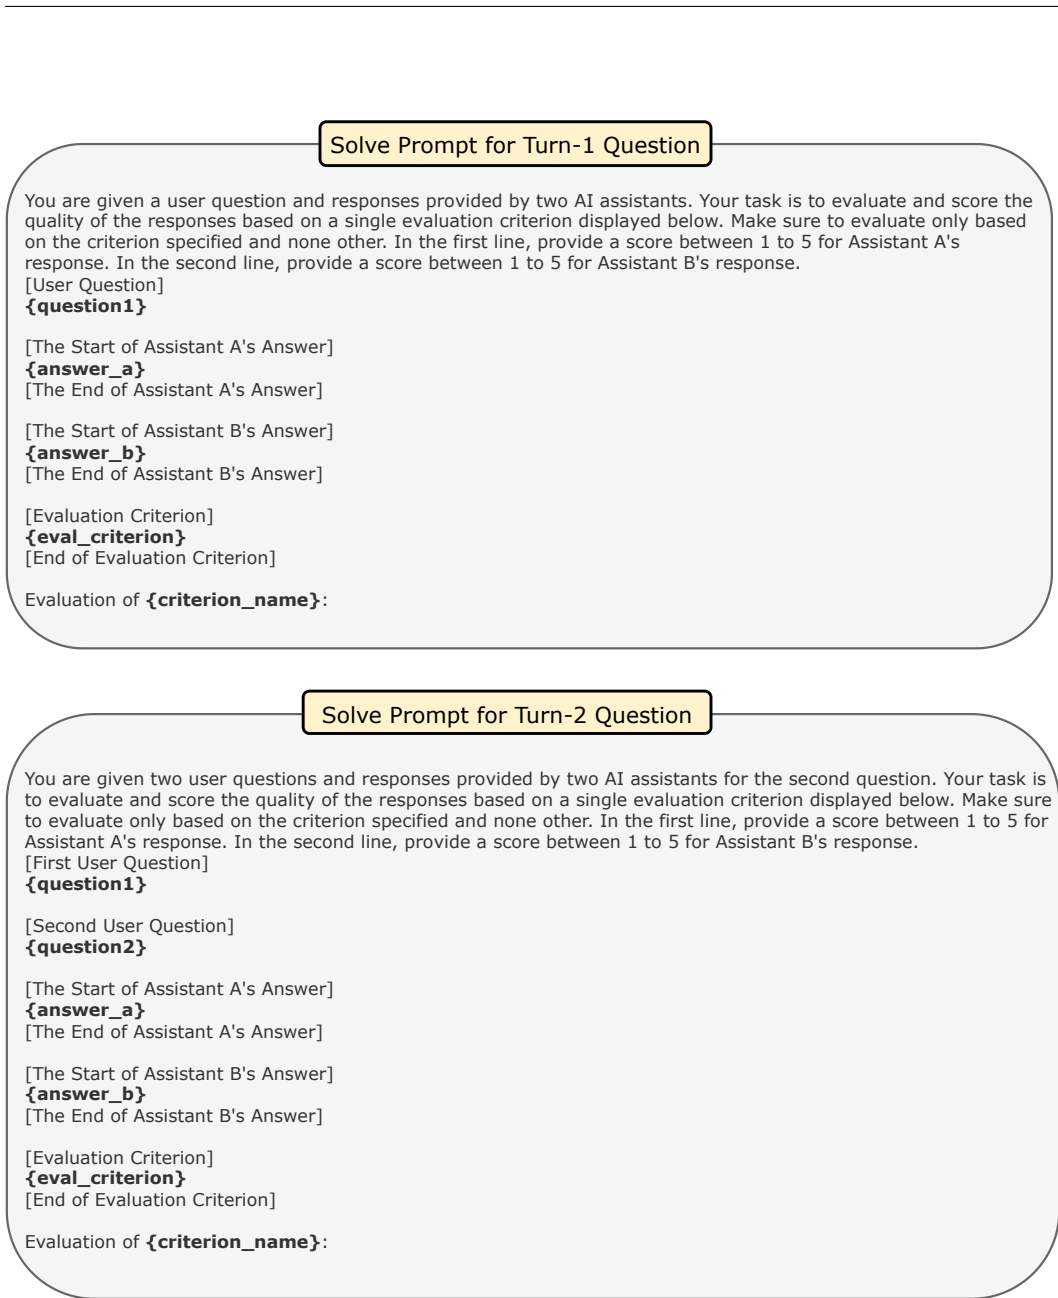 Solve Prompt for Turn-1 Question
You are given a user question and responses provided by two AI assistants. Your task is to evaluate and score the
quality of the responses based on a single evaluation criterion displayed below. Make sure to evaluate only based
on the criterion specified and none other. In the first line, provide a score between 1 to 5 for Assistant A's
response. In the second line, provide a score between 1 to 5 for Assistant B's response.
[User Question]
{question1}
[The Start of Assistant A's Answer]
{answer_a}
[The End of Assistant A's Answer]
[The Start of Assistant B's Answer]
{answer_b}
[The End of Assistant B's Answer]
[Evaluation Criterion]
{eval_criterion}
[End of Evaluation Criterion]
Evaluation of {criterion_name}:
Solve Prompt for Turn-2 Question
You are given two user questions and responses provided by two AI assistants for the second question. Your task is
to evaluate and score the quality of the responses based on a single evaluation criterion displayed below. Make sure
to evaluate only based on the criterion specified and none other. In the first line, provide a score between 1 to 5 for
Assistant A's response. In the second line, provide a score between 1 to 5 for Assistant B's response.
[First User Question]
{question1}
[Second User Question]
{question2}
[The Start of Assistant A's Answer]
{answer_a}
[The End of Assistant A's Answer]
[The Start of Assistant B's Answer]
{answer_b}
[The End of Assistant B's Answer]
[Evaluation Criterion]
{eval_criterion}
[End of Evaluation Criterion]
Evaluation of {criterion_name}: